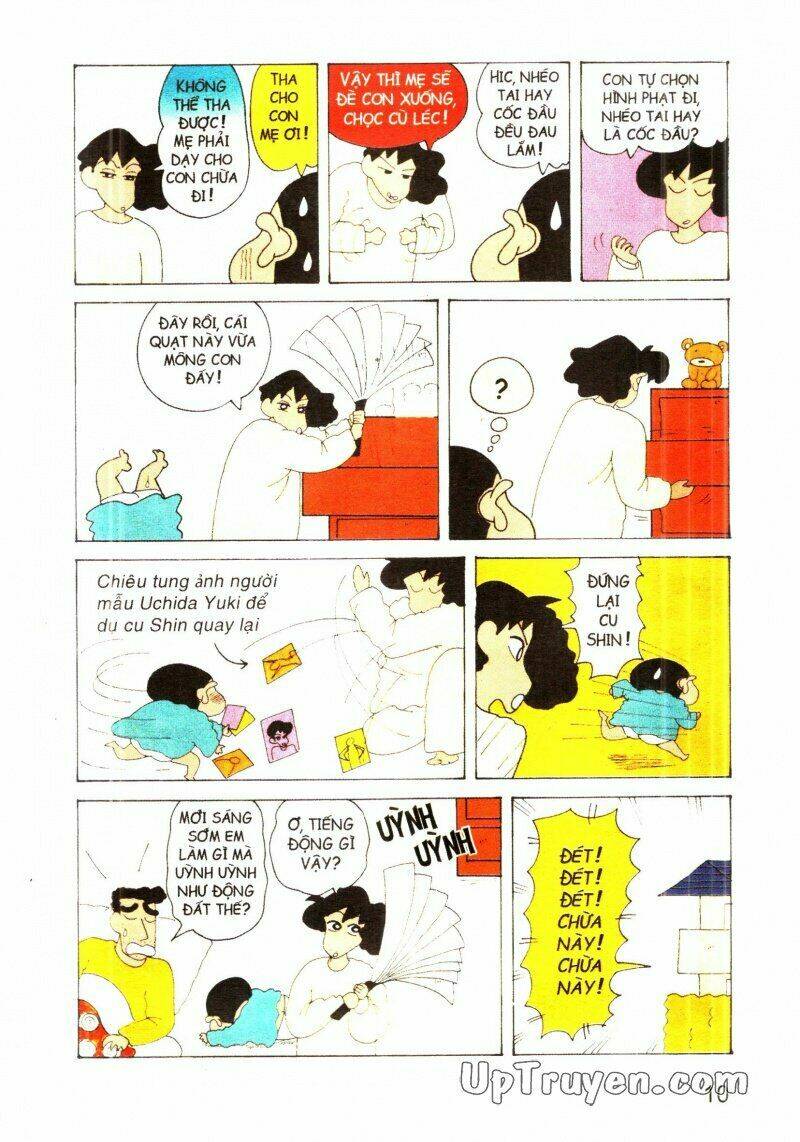 CON TỰ CHỌN
HÌNH PHẠT ĐI,
NHÉO TAI HAY
LÀ CỐC ĐẦU?
HIC, NHÉO
TAI HAY
CỐC ĐẦU
ĐỀU ĐAU
LẮM!
VẬY THÌ MẸ SẼ
ĐÈ CON XUỐNG,
CHỌC CÙ LÉC!
THA
CHO
CON
MẸ ƠI!
KHÔNG
THỂ THA
ĐƯỢC!
MẸ PHẢI
DẠY CHO
CON CHỪA
ĐI!
?
ĐÂY RỒI, CÁI
QUẠT NÀY VỪA
MÔNG CON
ĐẤY!
ĐỨNG
LẠI
CU
SHIN!
Chiêu tung ảnh người
mẫu Uchida Yuki để
dụ cu Shin quay lại
ĐÉT!
ĐÉT!
ĐÉT!
CHỪA
NÀY!
CHỪA
NÀY!
UỲNH
UỲNH
Ơ, TIẾNG
ĐỘNG GÌ
VẬY?
MỚI SÁNG
SỚM EM
LÀM GÌ MÀ
UỲNH UỲNH
NHƯ ĐỘNG
ĐẤT THẾ?
UpTruyen.com
10